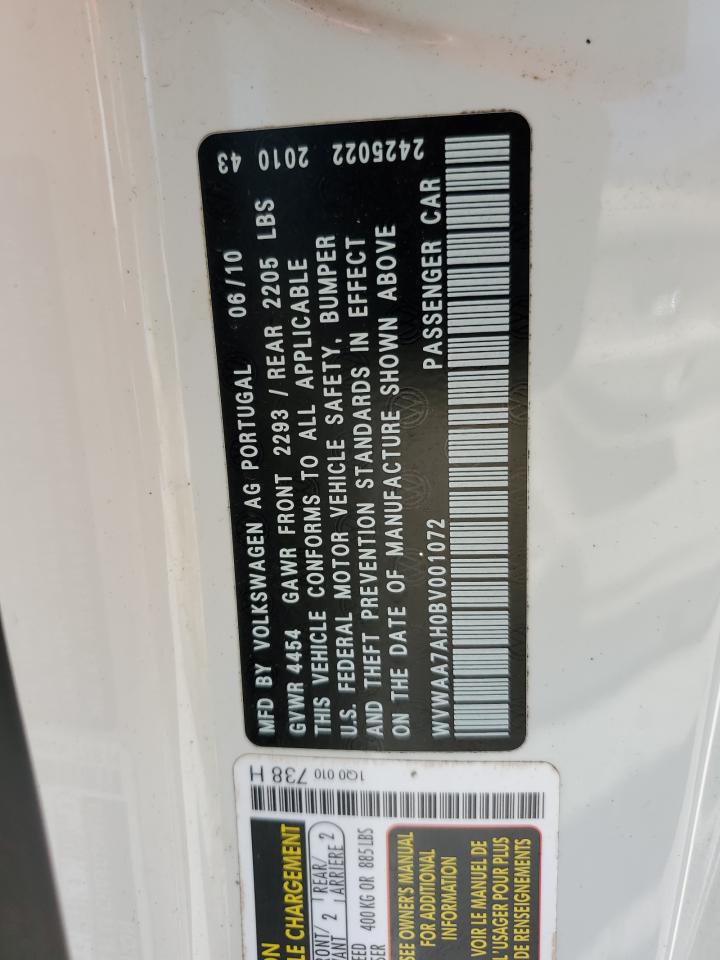 MFD BY VOLKSWAGEN AG PORTUGAL 06/10 43
GVWR 4454 GAWR FRONT 2293 / REAR 2205 LBS 2010
THIS VEHICLE CONFORMS TO ALL APPLICABLE
U.S. FEDERAL MOTOR VEHICLE SAFETY, BUMPER 2425022
AND THEFT PREVENTION STANDARDS IN EFFECT
ON THE DATE OF MANUFACTURE SHOWN ABOVE
WVWAA7AH0BV001072 PASSENGER CAR
1Q0 010 738 H
LE CHARGEMENT
2 REAR/ 2
ARRIERE
400 KG OR 885 LBS
SEE OWNER'S MANUAL
FOR ADDITIONAL
INFORMATION
VOIR LE MANUEL DE
L'USAGER POUR PLUS
DE RENSEIGNEMENTS